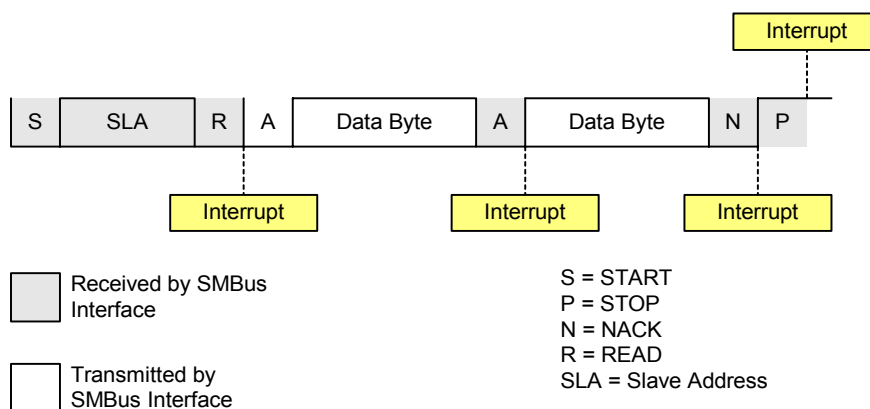 Interrupt
S SLA R A Data Byte A Data Byte N P
Interrupt Interrupt Interrupt
Received by SMBus
Interface
Transmitted by
SMBus Interface
S = START
P = STOP
N = NACK
R = READ
SLA = Slave Address